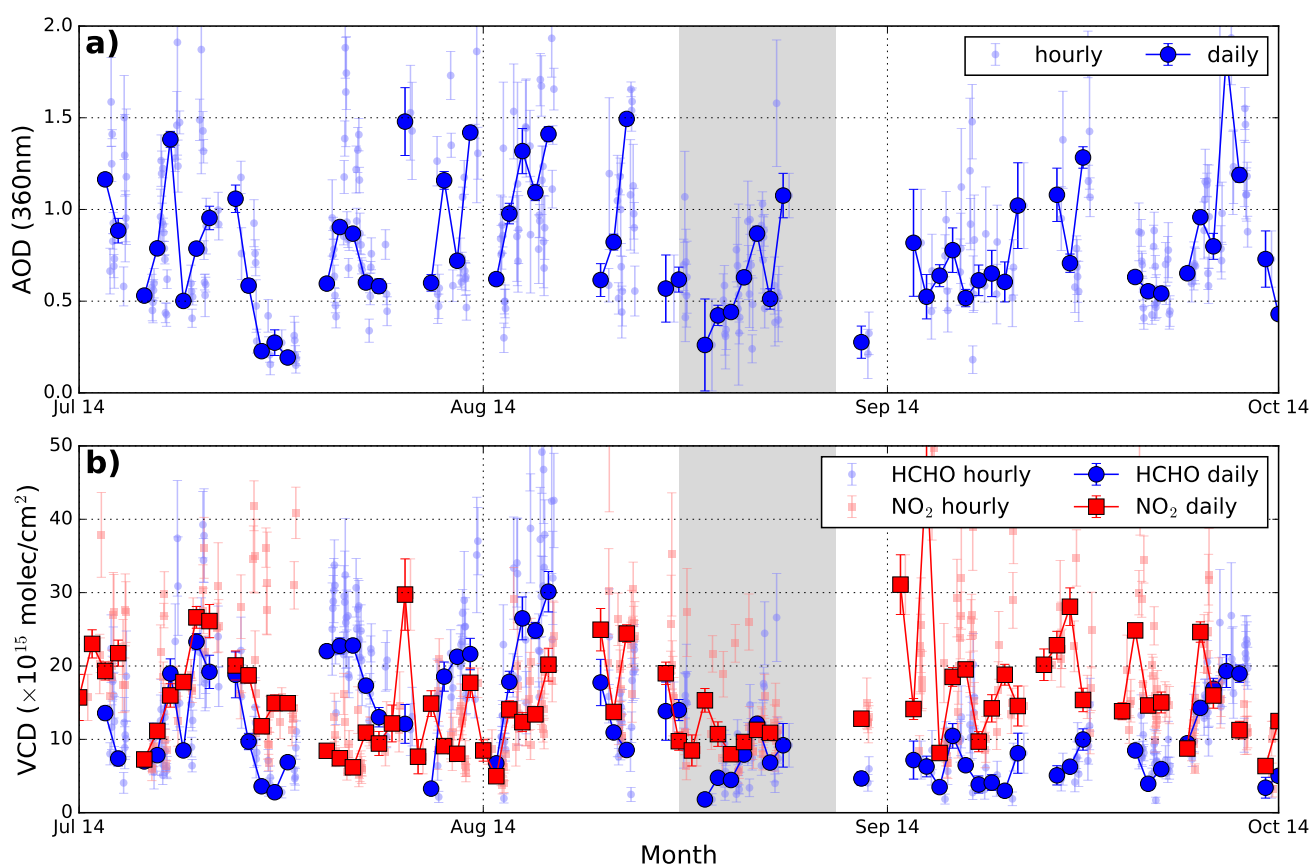 a)
hourly daily
AOD (360nm)
2.0
1.5
1.0
0.5
0.0
Jul 14 Aug 14 Sep 14 Oct 14
b)
HCHO hourly HCHO daily
NO₂ hourly NO₂ daily
VCD (×10¹⁵ molec/cm²)
50
40
30
20
10
0
Jul 14 Aug 14 Sep 14 Oct 14
Month